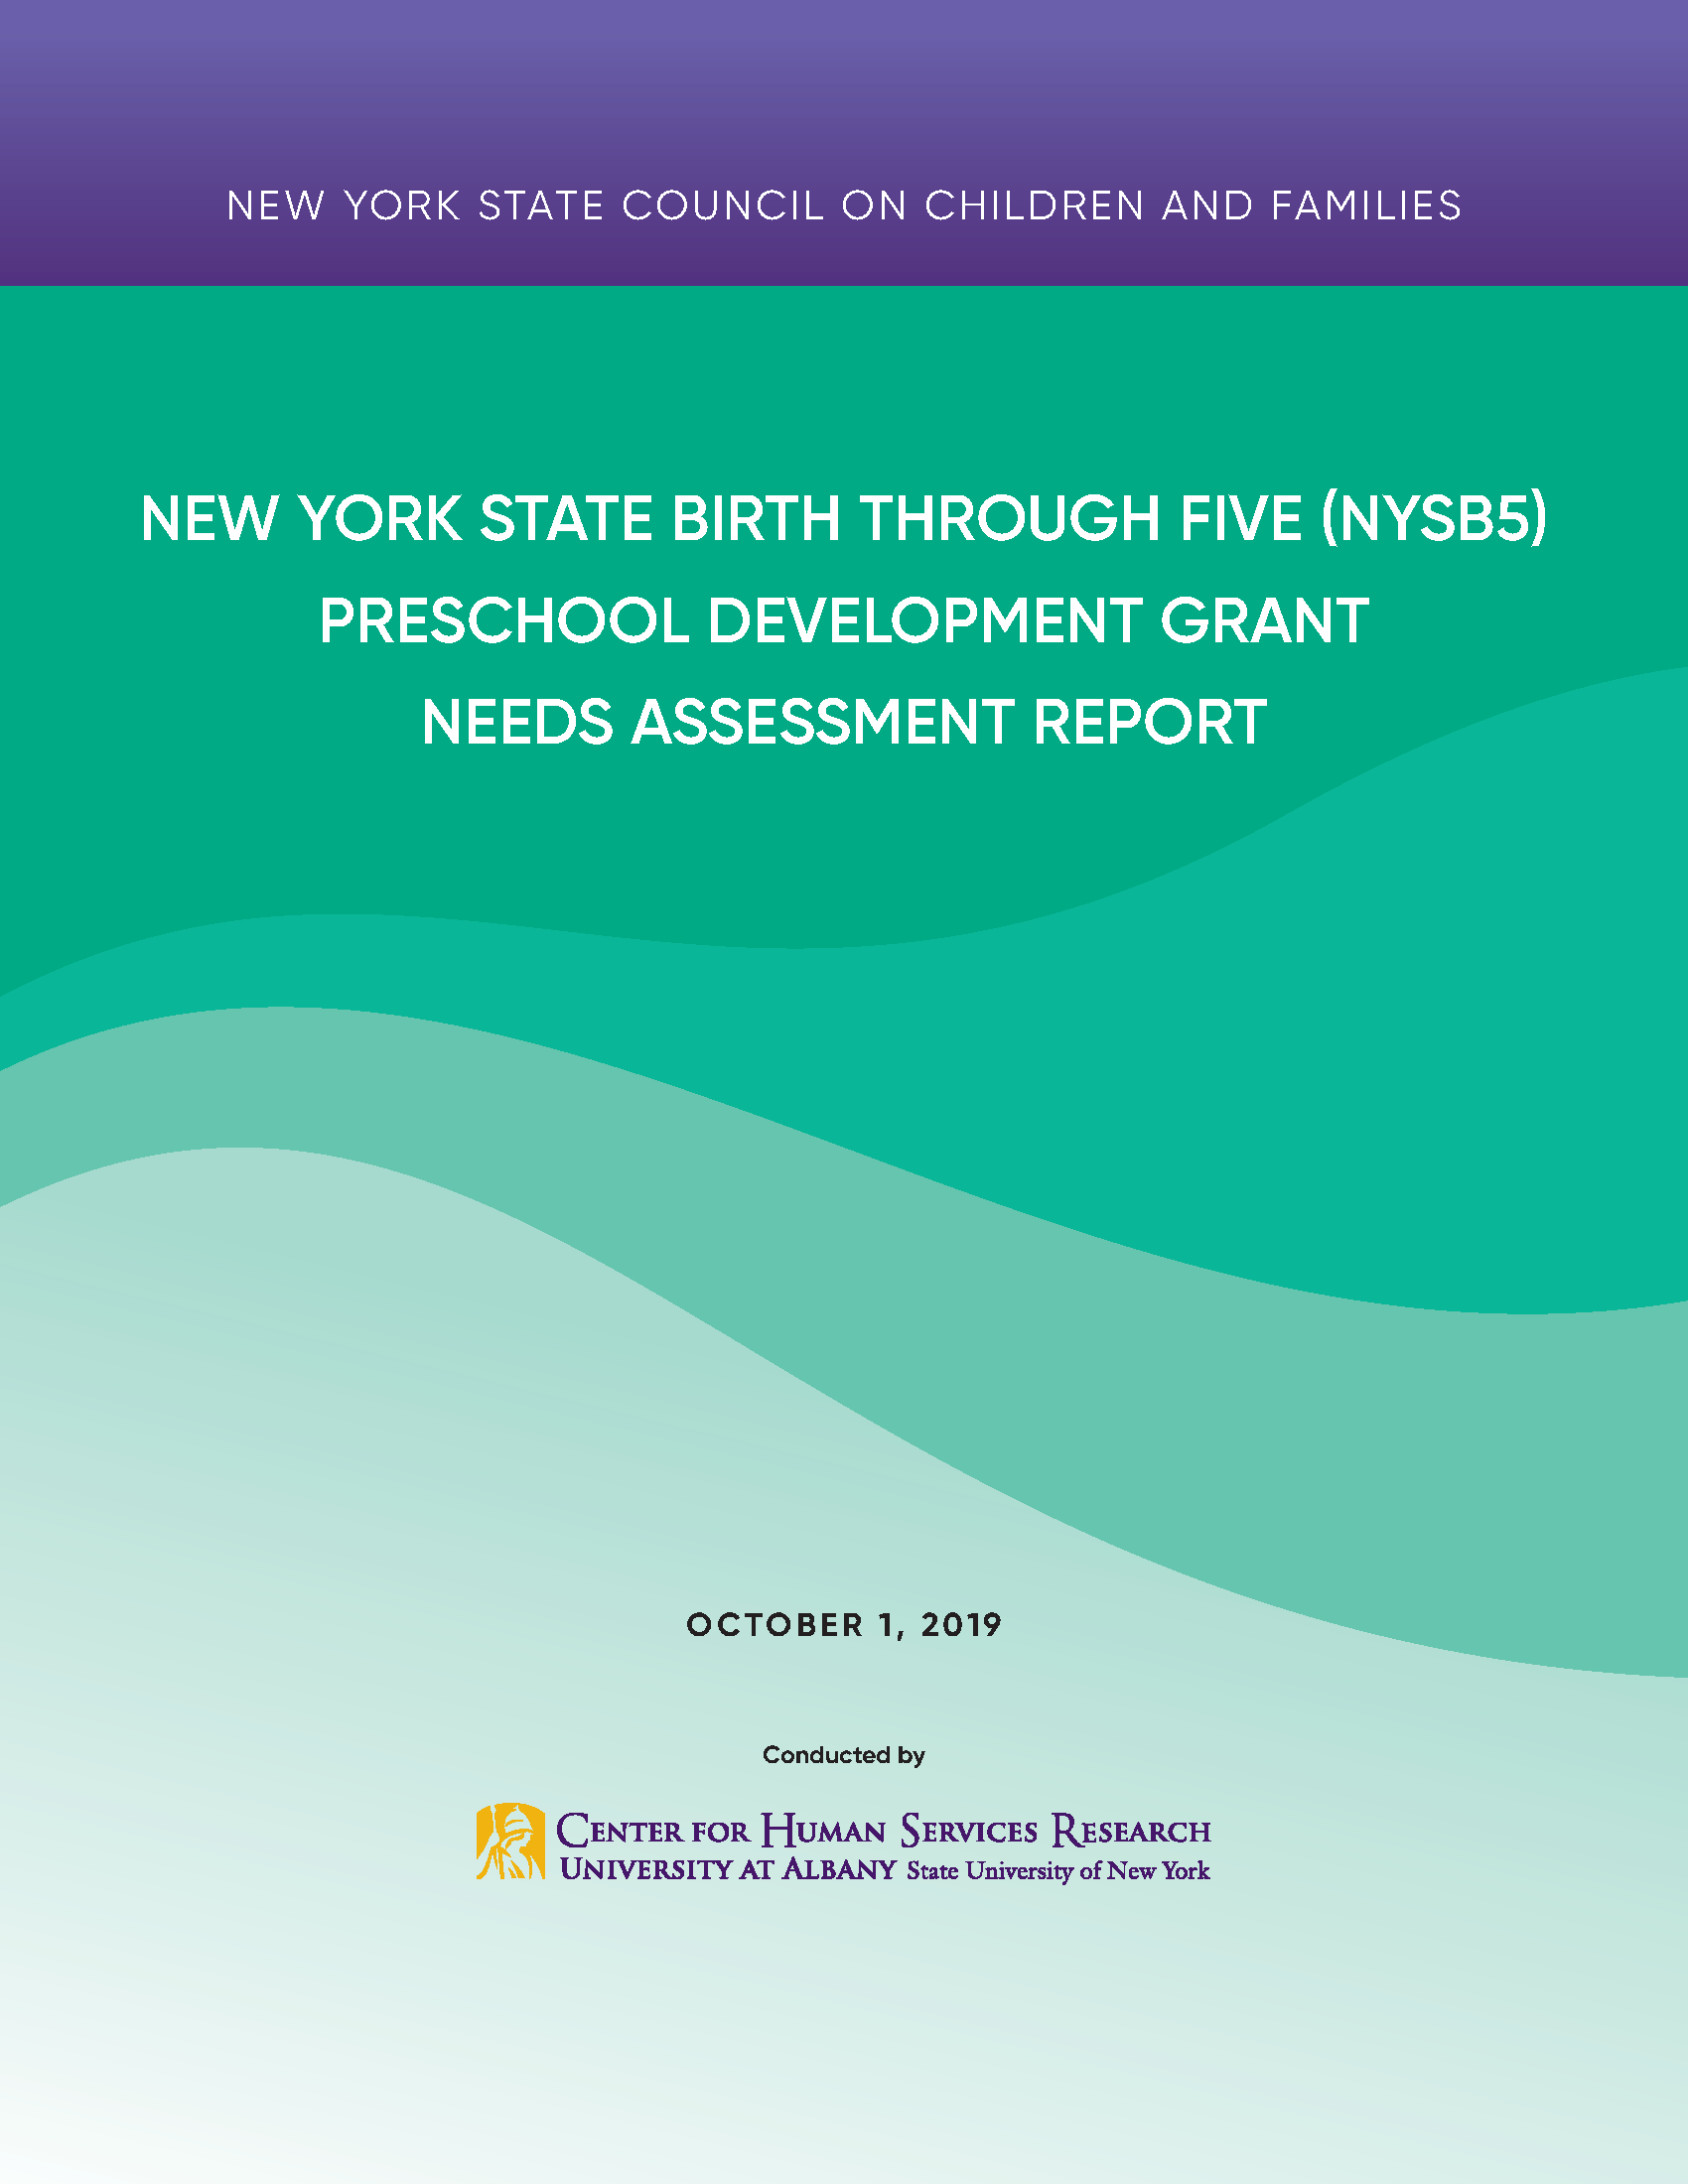 NEW YORK STATE COUNCIL ON CHILDREN AND FAMILIES
NEW YORK STATE BIRTH THROUGH FIVE (NYSB5)
PRESCHOOL DEVELOPMENT GRANT
NEEDS ASSESSMENT REPORT
OCTOBER 1, 2019
Conducted by
CENTER FOR HUMAN SERVICES RESEARCH
UNIVERSITY AT ALBANY State University of New York